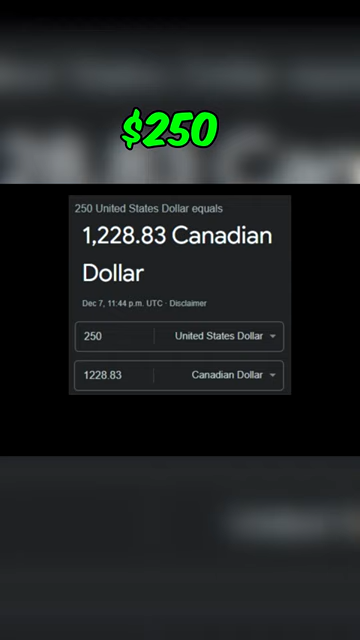 $250
250 United States Dollar equals
1,228.83 Canadian
Dollar
Dec 7, 11:44 p.m. UTC · Disclaimer
250 United States Dollar
1228.83 Canadian Dollar